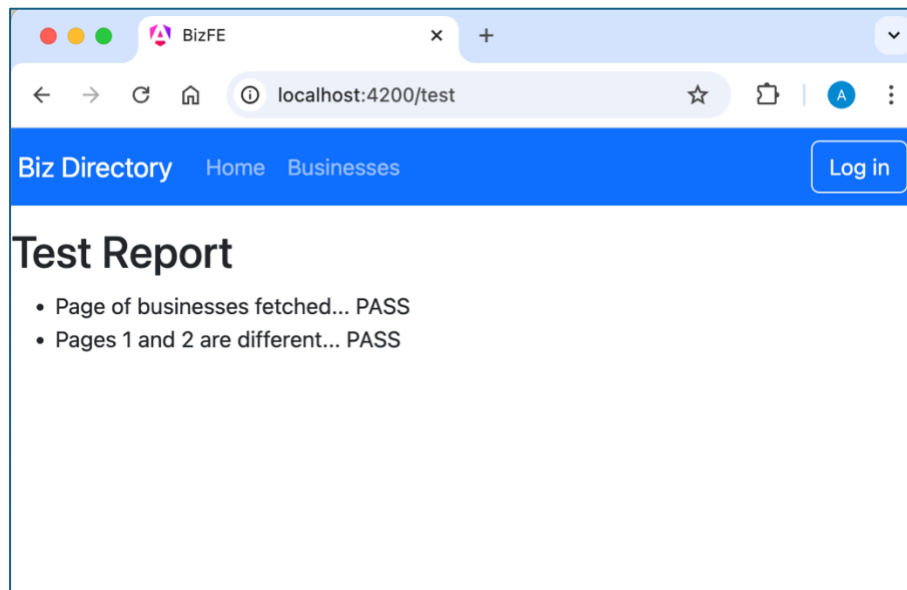 BizFE
localhost:4200/test
A
Biz Directory Home Businesses Log in
Test Report
• Page of businesses fetched... PASS
• Pages 1 and 2 are different... PASS